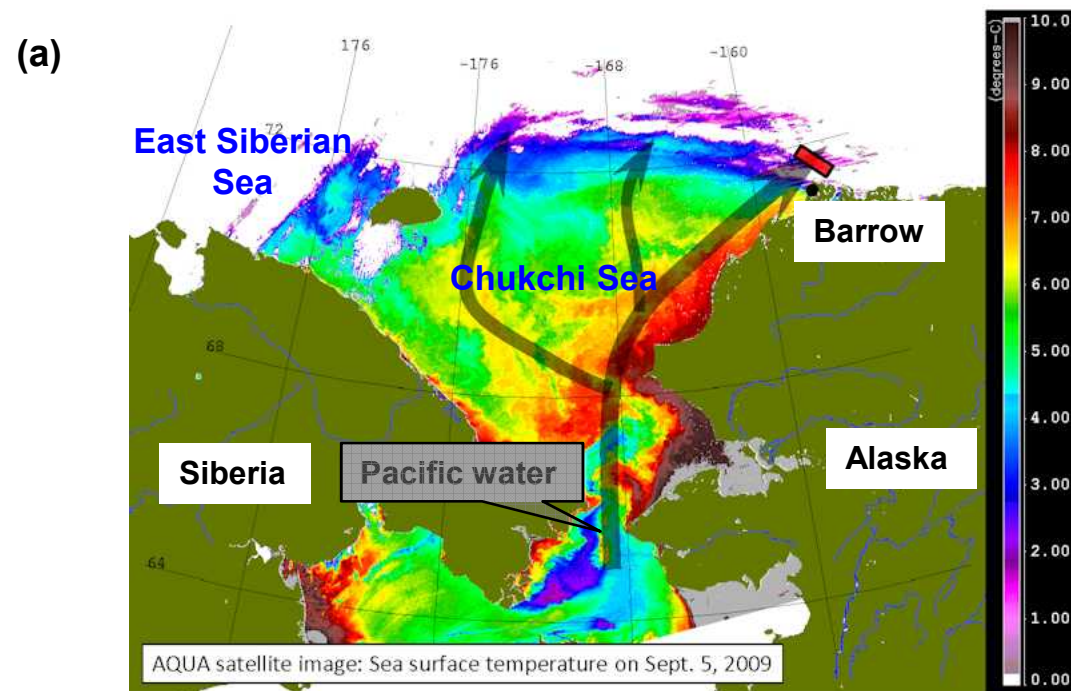 (a)
176
-176
-168
-160
72
East Siberian
Sea
Barrow
Chukchi Sea
68
Siberia
Pacific water
Alaska
64
AQUA satellite image: Sea surface temperature on Sept. 5, 2009
(degrees-C)
10.0
9.00
8.00
7.00
6.00
5.00
4.00
3.00
2.00
1.00
0.00